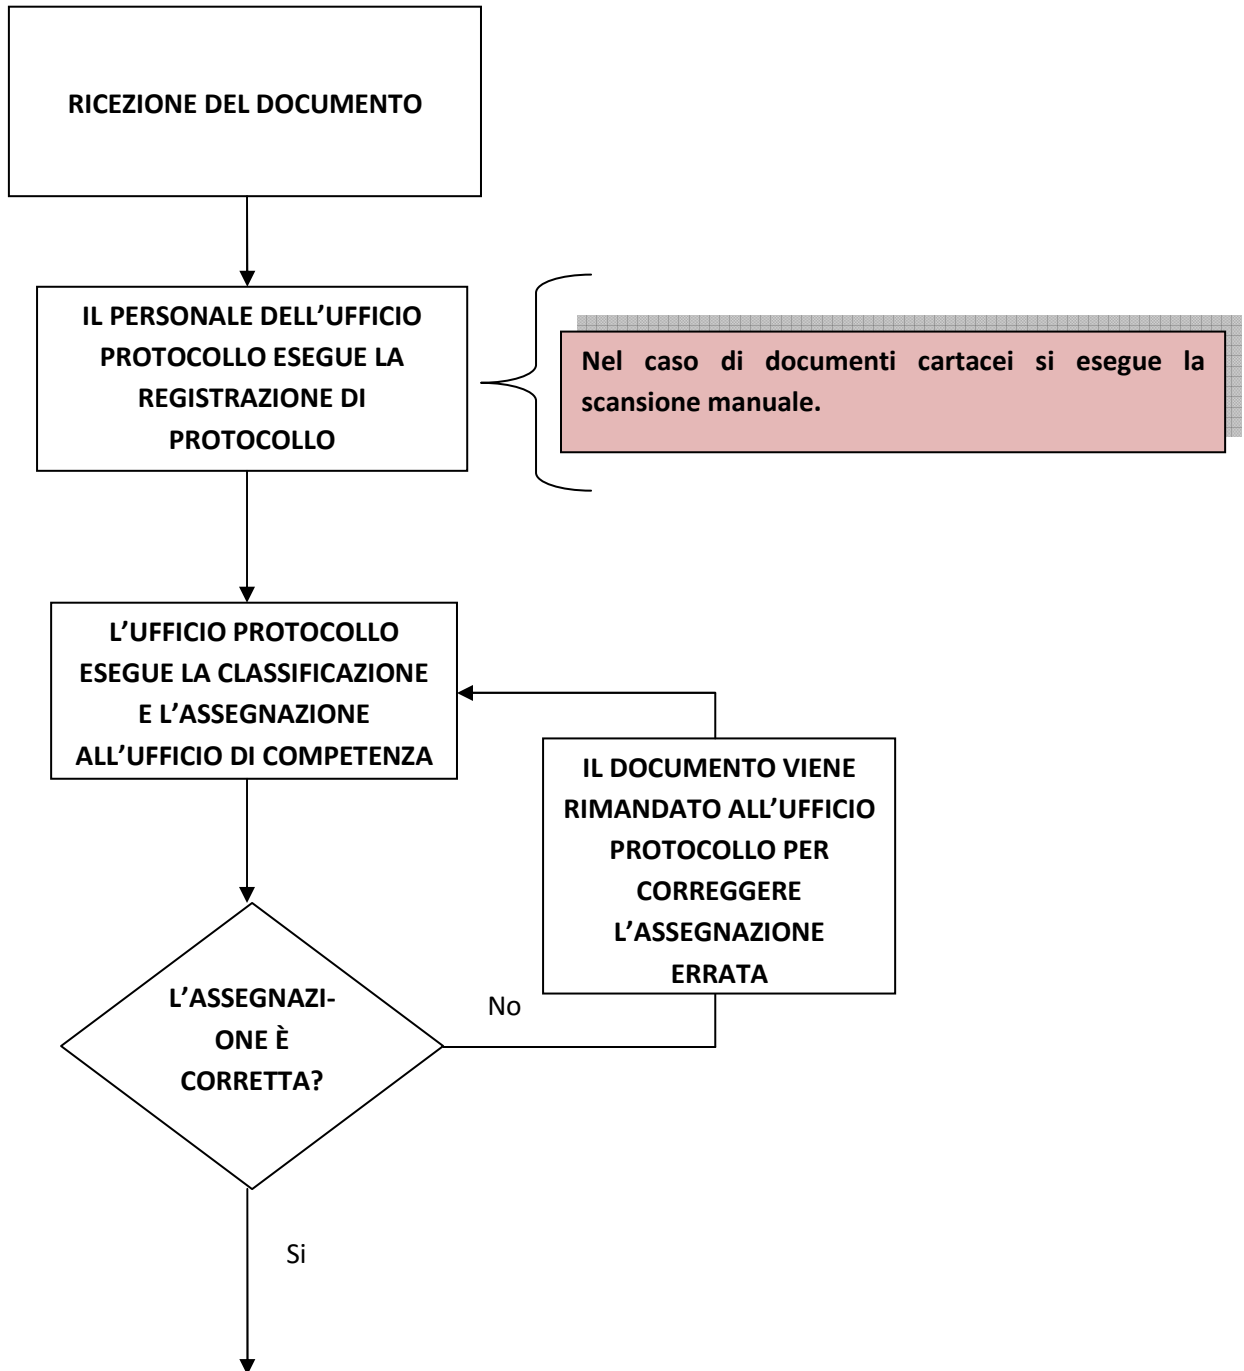 RICEZIONE DEL DOCUMENTO
IL PERSONALE DELL’UFFICIO
PROTOCOLLO ESEGUE LA
REGISTRAZIONE DI
PROTOCOLLO
Nel caso di documenti cartacei si esegue la
scansione manuale.
L’UFFICIO PROTOCOLLO
ESEGUE LA CLASSIFICAZIONE
E L’ASSEGNAZIONE
ALL’UFFICIO DI COMPETENZA
IL DOCUMENTO VIENE
RIMANDATO ALL’UFFICIO
PROTOCOLLO PER
CORREGGERE
L’ASSEGNAZIONE
ERRATA
L’ASSEGNAZI-
ONE È
CORRETTA?
No
Si